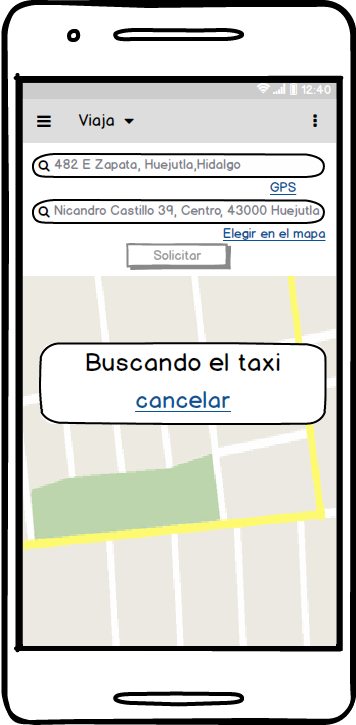 12:40
Viaja
482 E Zapata, Huejutla,Hidalgo
GPS
Nicandro Castillo 39, Centro, 43000 Huejutla
Elegir en el mapa
Solicitar
Buscando el taxi
cancelar